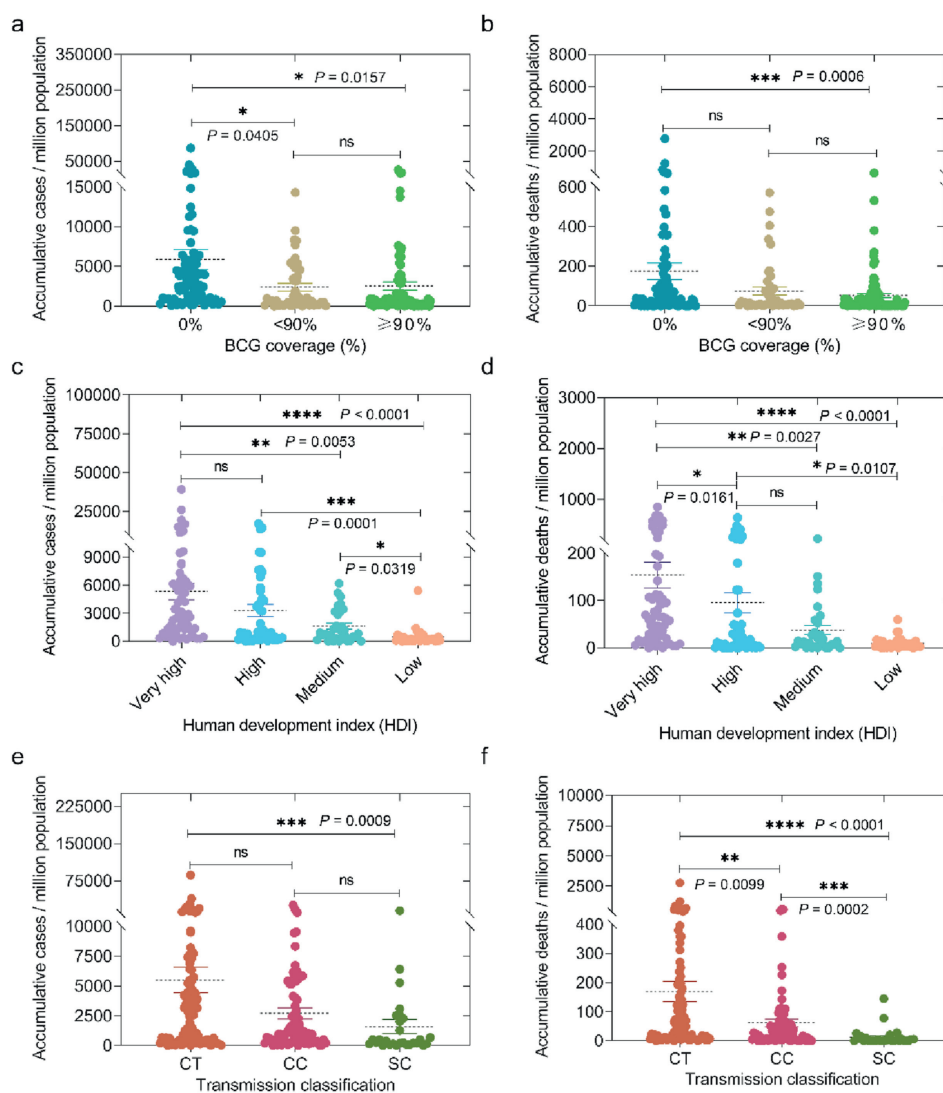 a
Accumulative cases / million population
350000
250000
150000
50000
15000
10000
5000
0
* P = 0.0157
*
P = 0.0405
ns
0% <90% ≥90%
BCG coverage (%)
b
Accumulative deaths / million population
8000
6000
4000
2000
600
400
200
0
*** P = 0.0006
ns
ns
0% <90% ≥90%
BCG coverage (%)
c
Accumulative cases / million population
100000
75000
50000
25000
9000
6000
3000
0
**** P < 0.0001
** P = 0.0053
ns
***
P = 0.0001
*
P = 0.0319
Very high High Medium Low
Human development index (HDI)
d
Accumulative deaths / million population
3000
2000
1000
200
100
0
**** P < 0.0001
** P = 0.0027
* * P = 0.0107
P = 0.0161 ns
Very high High Medium Low
Human development index (HDI)
e
Accumulative cases / million population
225000
175000
125000
75000
25000
10000
7500
5000
2500
0
*** P = 0.0009
ns
ns
CT CC SC
Transmission classification
f
Accumulative deaths / million population
10000
7500
5000
2500
400
300
200
100
0
**** P < 0.0001
**
P = 0.0099
***
P = 0.0002
CT CC SC
Transmission classification